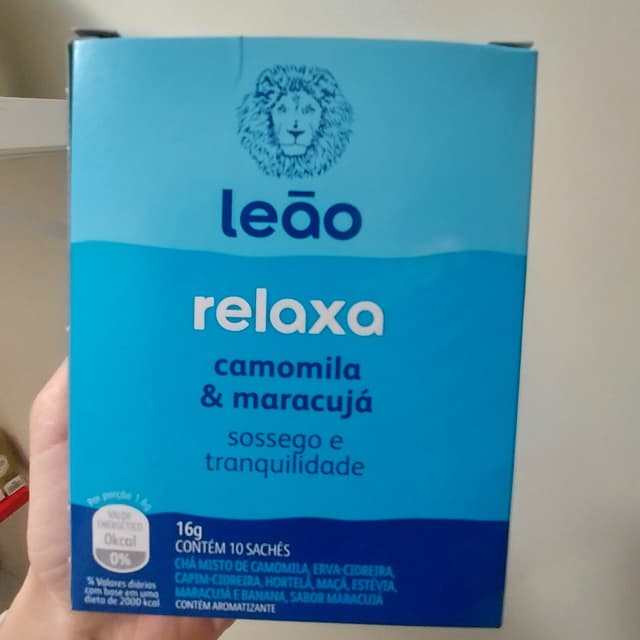 leão
relaxa
camomila
& maracujá
sossego e
tranquilidade
Por porção 1,6g
VALOR
ENERGÉTICO
0kcal
0%
% Valores diários
com base em uma
dieta de 2000 kcal
16g
CONTÉM 10 SACHÊS
CHÁ MISTO DE CAMOMILA, ERVA-CIDREIRA,
CAPIM-CIDREIRA, HORTELÃ, MAÇÃ, ESTÉVIA,
MARACUJÁ E BANANA, SABOR MARACUJÁ
CONTÉM AROMATIZANTE